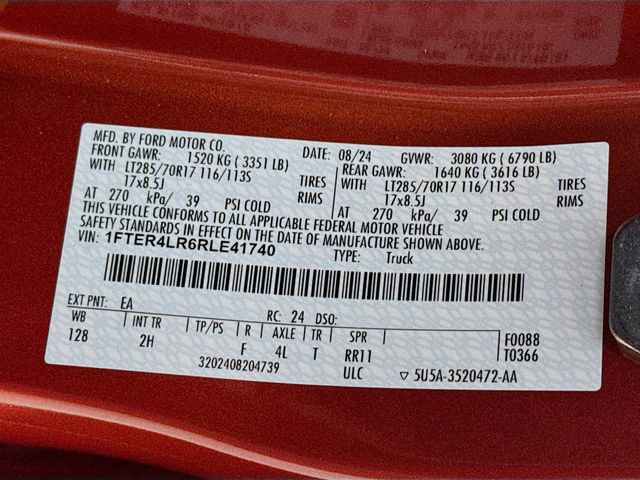 MFD. BY FORD MOTOR CO.
DATE: 08/24 GVWR: 3080 KG ( 6790 LB)
FRONT GAWR: 1520 KG ( 3351 LB) REAR GAWR: 1640 KG ( 3616 LB)
WITH LT285/70R17 116/113S TIRES WITH LT285/70R17 116/113S TIRES
17x8.5J RIMS 17x8.5J RIMS
AT 270 kPa/ 39 PSI COLD AT 270 kPa/ 39 PSI COLD
THIS VEHICLE CONFORMS TO ALL APPLICABLE FEDERAL MOTOR VEHICLE
SAFETY STANDARDS IN EFFECT ON THE DATE OF MANUFACTURE SHOWN ABOVE.
VIN: 1FTER4LR6RLE41740 TYPE: Truck
EXT PNT: EA RC: 24 DSO:
WB INT TR TP/PS R AXLE TR SPR F0088
128 2H F 4L T RR11 T0366
3202408204739 ULC ▽ 5U5A-3520472-AA